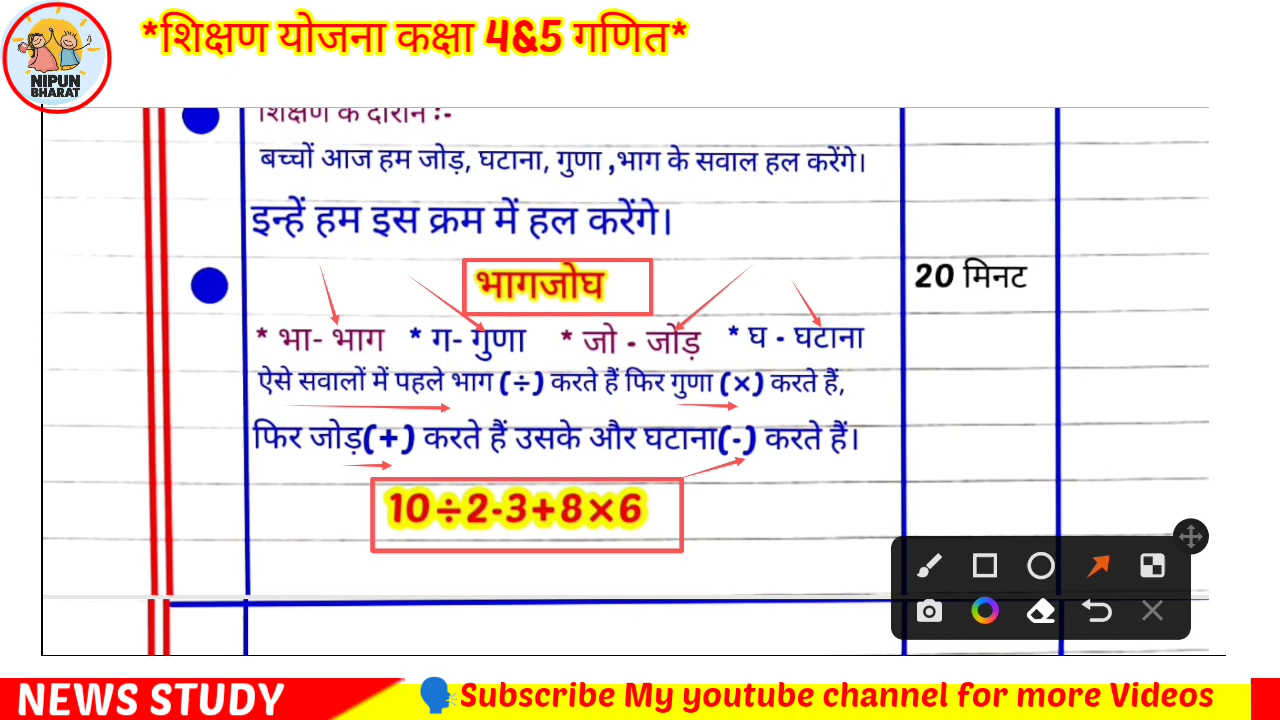 *शिक्षण योजना कक्षा 4&5 गणित*
NIPUN
BHARAT
शिक्षण के दौरान :-
बच्चों आज हम जोड़, घटाना, गुणा ,भाग के सवाल हल करेंगे।
इन्हें हम इस क्रम में हल करेंगे।
भागजोघ
20 मिनट
* भा- भाग * ग- गुणा * जो - जोड़ * घ - घटाना
ऐसे सवालों में पहले भाग (÷) करते हैं फिर गुणा (×) करते हैं,
फिर जोड़(+) करते हैं उसके और घटाना(-) करते हैं।
10÷2-3+8×6
NEWS STUDY
Subscribe My youtube channel for more Videos